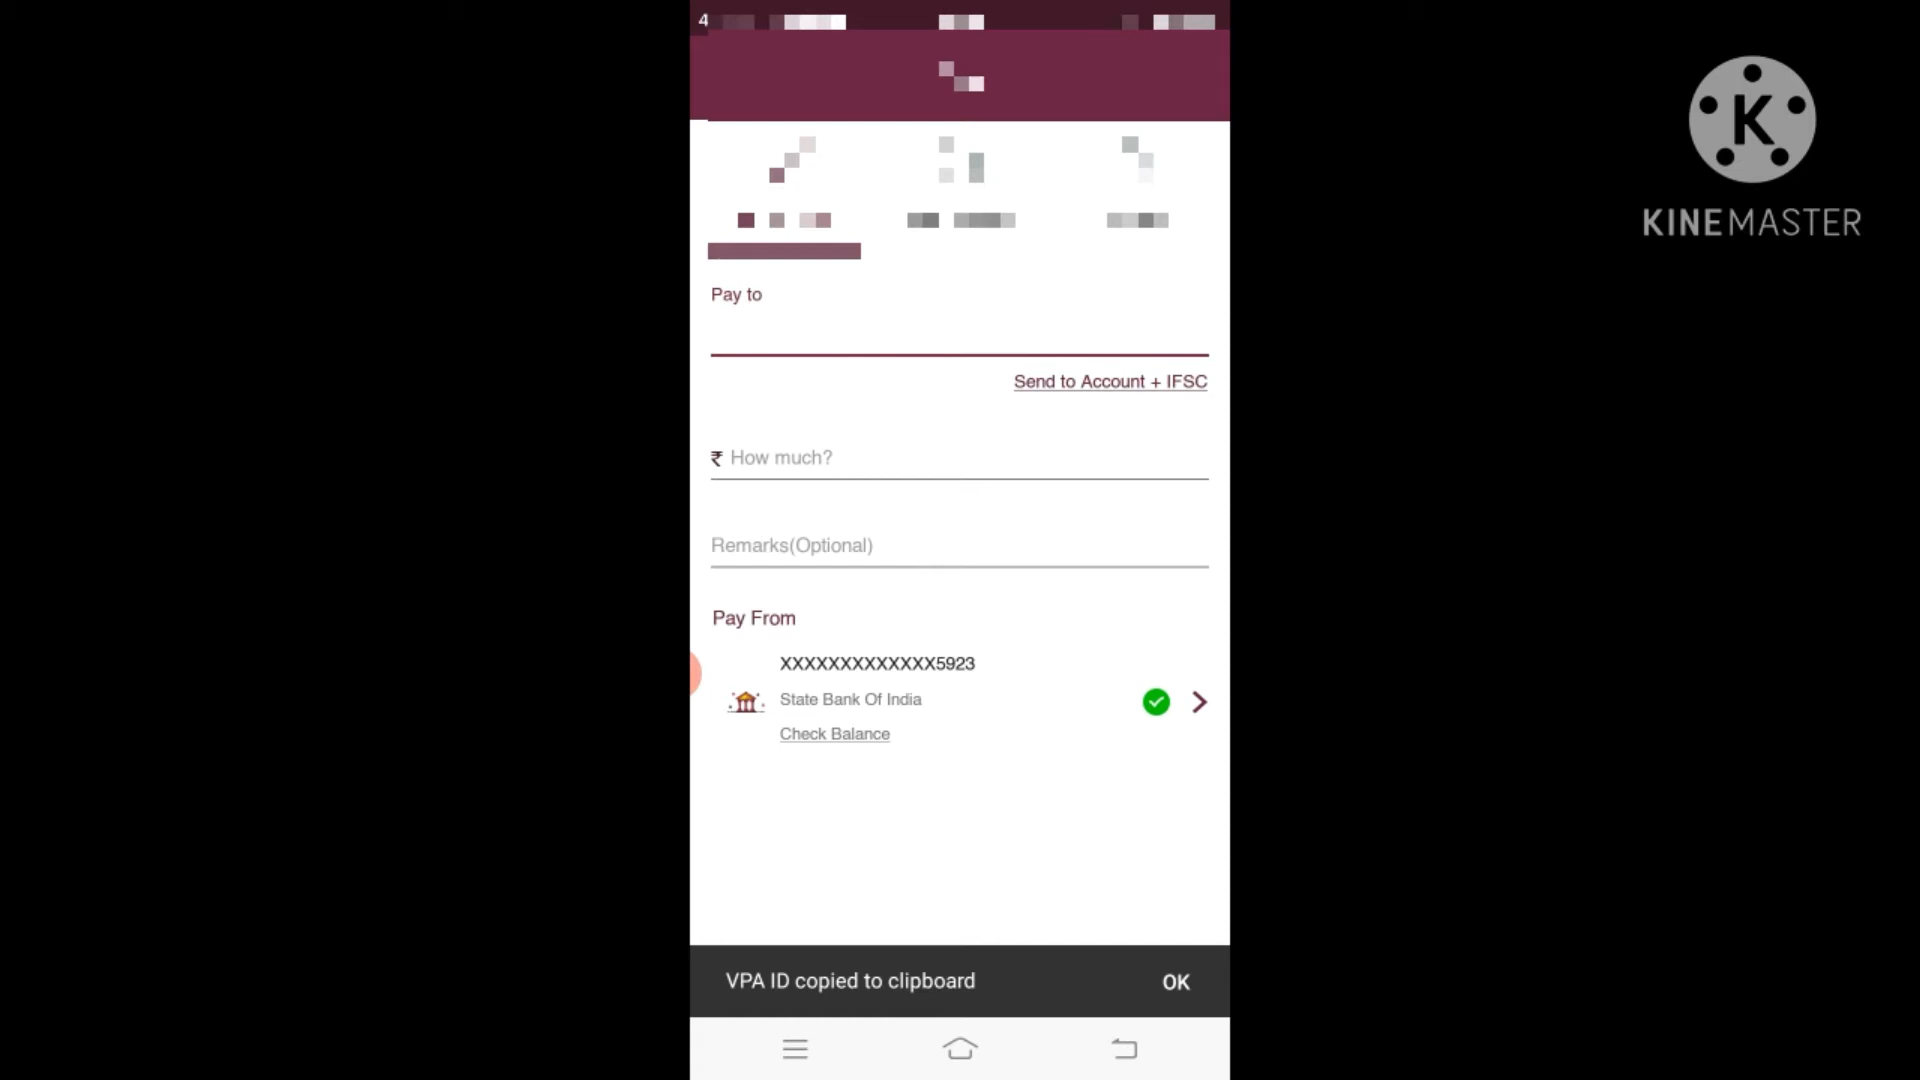 4
K
KINEMASTER
Pay to
Send to Account + IFSC
₹ How much?
Remarks(Optional)
Pay From
XXXXXXXXXXXXX5923
State Bank Of India
Check Balance
VPA ID copied to clipboard
OK